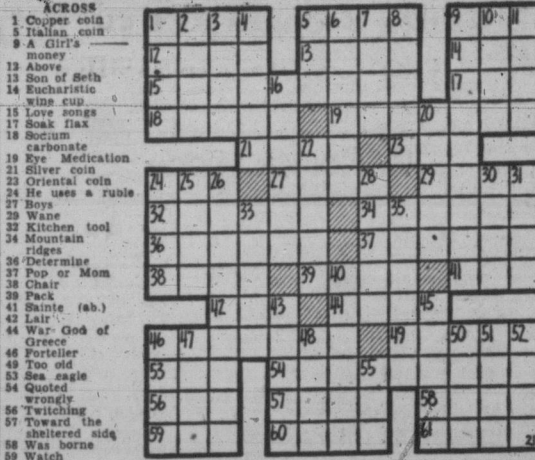 ACROSS
1 Copper coin
5 Italian coin
9 A Girl's
money
12 Above
13 Son of Seth
14 Eucharistic
wine cup
15 Love songs
17 Soak flax
18 Sodium
carbonate
19 Eye Medication
21 Silver coin
23 Oriental coin
24 He uses a ruble
27 Boys
29 Wane
32 Kitchen tool
34 Mountain
ridges
36 Determine
37 Pop or Mom
38 Chair
39 Pack
41 Sainte (ab.)
42 Lair
44 War God of
Greece
46 Forteller
49 Too old
53 Sea eagle
54 Quoted
wrongly
56 Twitching
57 Toward the
sheltered side
58 Was borne
59 Watch
1 2 3 4 5 6 7 8 9 10 11
12 13 14
15 16 17
18 19 20
21 22 23
24 25 26 27 28 29 30 31
32 33 34 35
36 37
38 39 40 41
42 43 44 45
46 47 48 49 50 51 52
53 54 55
56 57 58
59 60 61